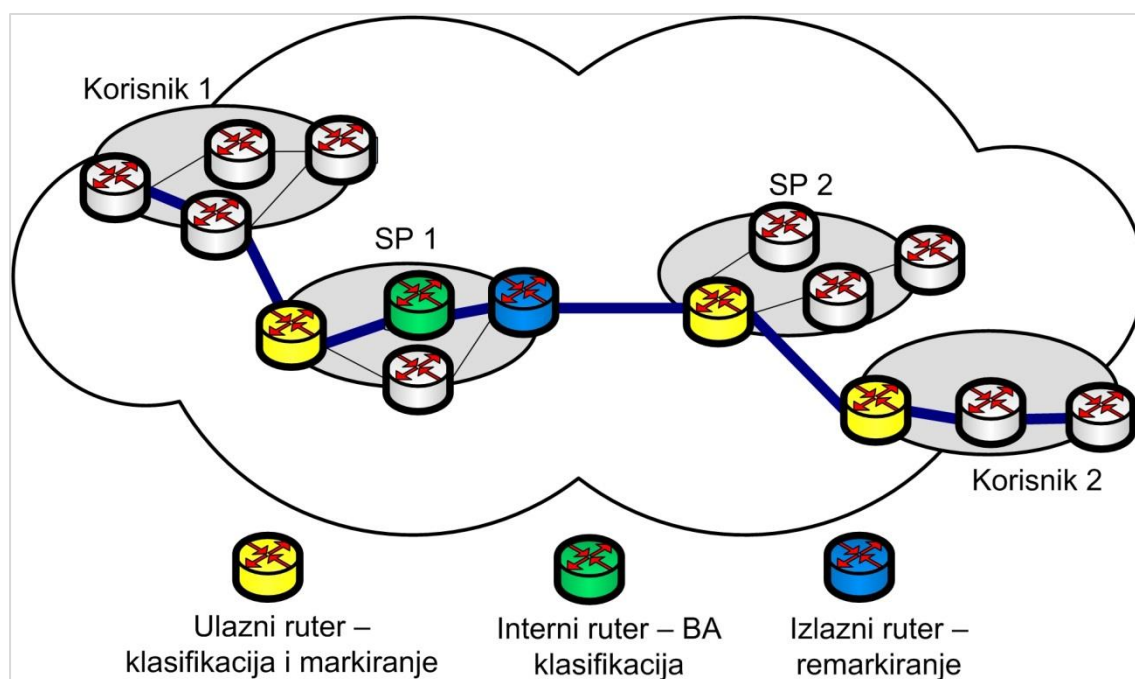 Korisnik 1
SP 2
SP 1
Korisnik 2
Ulazni ruter –
klasifikacija i markiranje
Interni ruter – BA
klasifikacija
Izlazni ruter –
remarkiranje